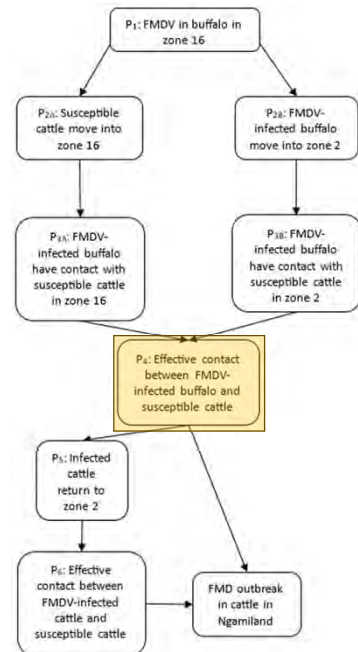 P1: FMDV in buffalo in
zone 16
P2A: Susceptible
cattle move into
zone 16
P2B: FMDV-
infected buffalo
move into zone 2
P3A: FMDV-
infected buffalo
have contact with
susceptible cattle
in zone 16
P3B: FMDV-
infected buffalo
have contact with
susceptible cattle
in zone 2
P4: Effective contact
between FMDV-
infected buffalo and
susceptible cattle
P5: Infected
cattle
return to
zone 2
P6: Effective
contact between
FMDV-infected
cattle and
susceptible cattle
FMD outbreak
in cattle in
Ngamiland